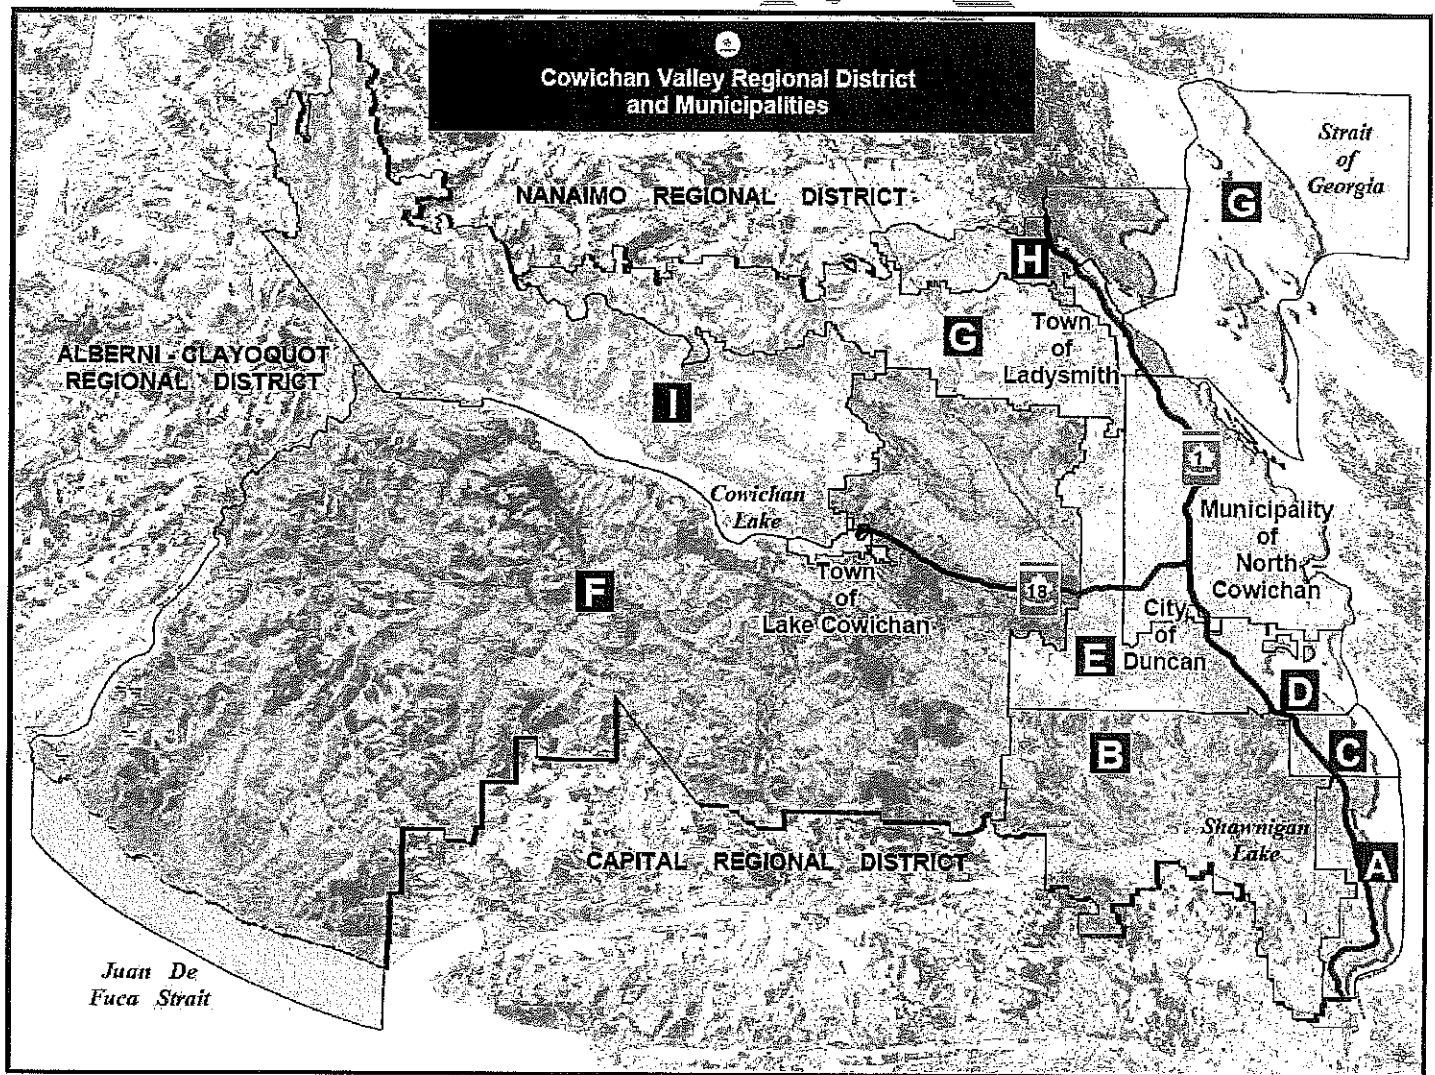 Cowichan Valley Regional District
and Municipalities
Strait
of
Georgia
NANAIMO REGIONAL DISTRICT
G
H
G
Town
of
Ladysmith
ALBERNI - CLAYOQUOT
REGIONAL DISTRICT
I
1
Cowichan
Lake
Municipality
of
North
Cowichan
F
Town
of
Lake Cowichan
18
City
of
Duncan
E
D
B
C
Shawnigan
Lake
A
CAPITAL REGIONAL DISTRICT
Juan De
Fuca Strait